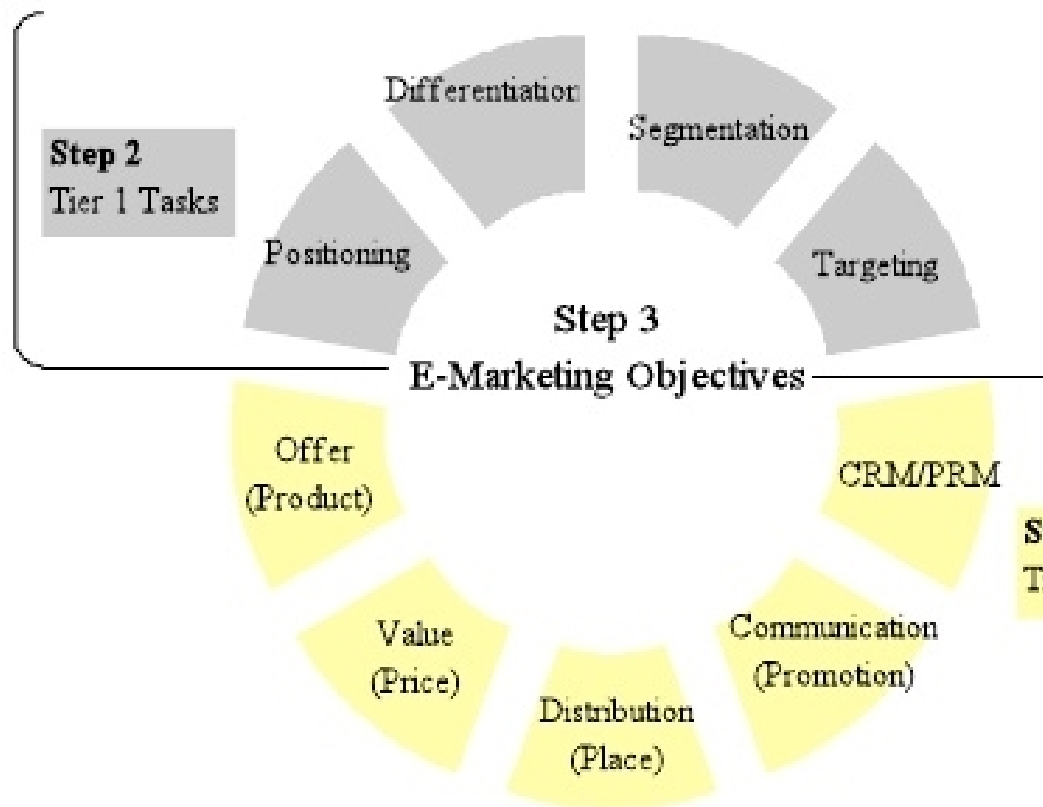 Differentiation
Segmentation
Step 2
Tier 1 Tasks
Positioning
Targeting
Step 3
E-Marketing Objectives
Offer
(Product)
CRM/PRM
Value
(Price)
Communication
(Promotion)
Distribution
(Place)